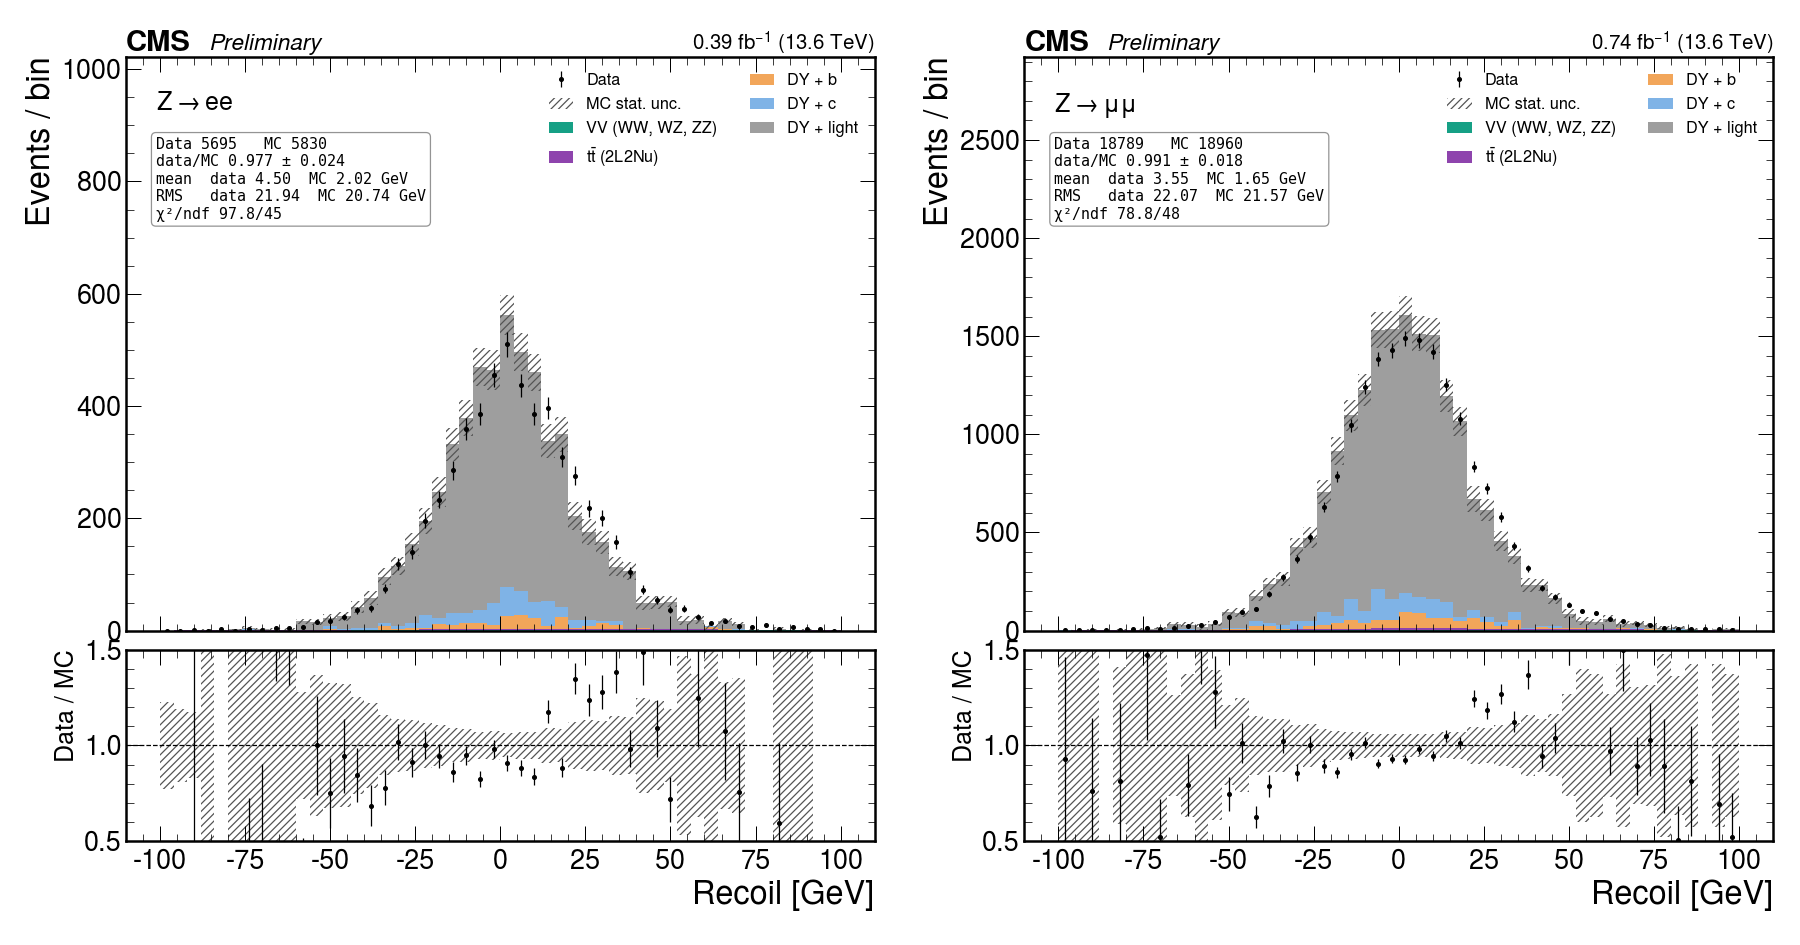 CMS Preliminary 0.39 fb⁻¹ (13.6 TeV)
Events / bin
1000
800
600
400
200
0
Z → ee
Data 5695 MC 5830
data/MC 0.977 ± 0.024
mean data 4.50 MC 2.02 GeV
RMS data 21.94 MC 20.74 GeV
χ²/ndf 97.8/45
Data
MC stat. unc.
VV (WW, WZ, ZZ)
tt̄ (2L2Nu)
DY + b
DY + c
DY + light
Data / MC
1.5
1.0
0.5
-100 -75 -50 -25 0 25 50 75 100
Recoil [GeV]
CMS Preliminary 0.74 fb⁻¹ (13.6 TeV)
Events / bin
2500
2000
1500
1000
500
0
Z → μμ
Data 18789 MC 18960
data/MC 0.991 ± 0.018
mean data 3.55 MC 1.65 GeV
RMS data 22.07 MC 21.57 GeV
χ²/ndf 78.8/48
Data
MC stat. unc.
VV (WW, WZ, ZZ)
tt̄ (2L2Nu)
DY + b
DY + c
DY + light
Data / MC
1.5
1.0
0.5
-100 -75 -50 -25 0 25 50 75 100
Recoil [GeV]